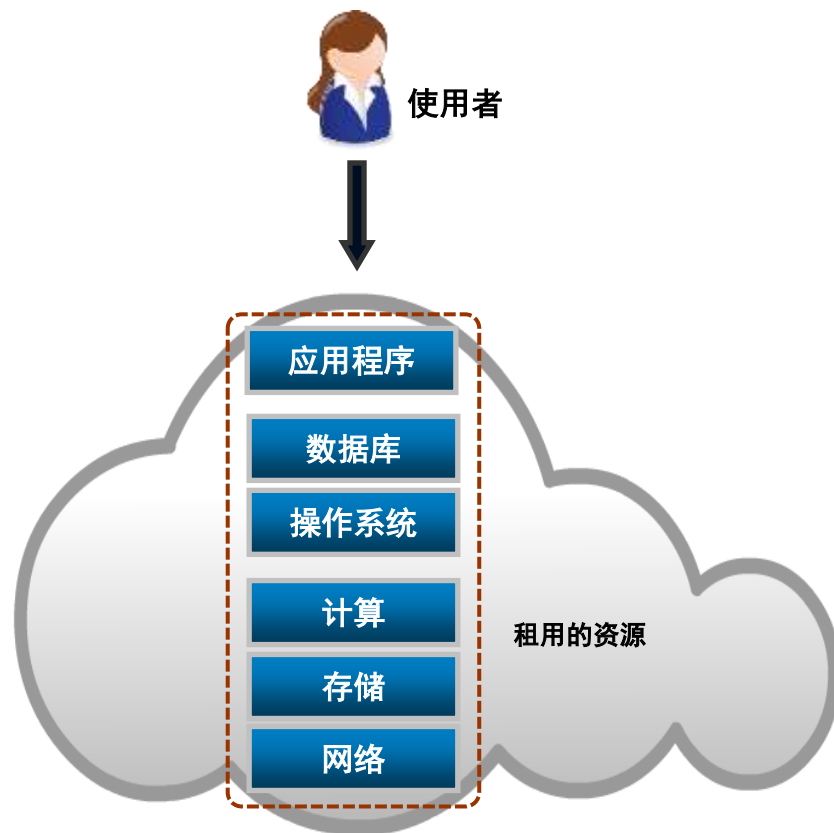 使用者
应用程序
数据库
操作系统
计算
租用的资源
存储
网络